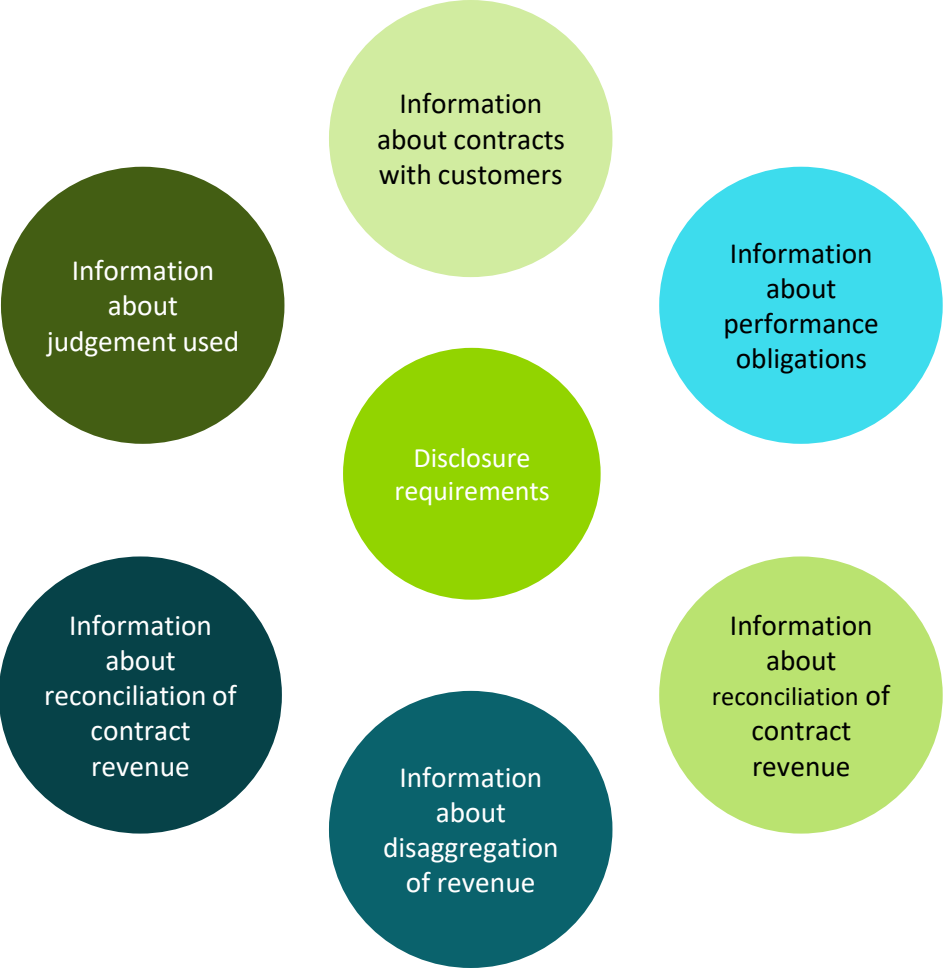 Information
about contracts
with customers
Information
about
judgement used
Information
about
performance
obligations
Disclosure
requirements
Information
about
reconciliation of
contract
revenue
Information
about
reconciliation of
contract
revenue
Information
about
disaggregation
of revenue